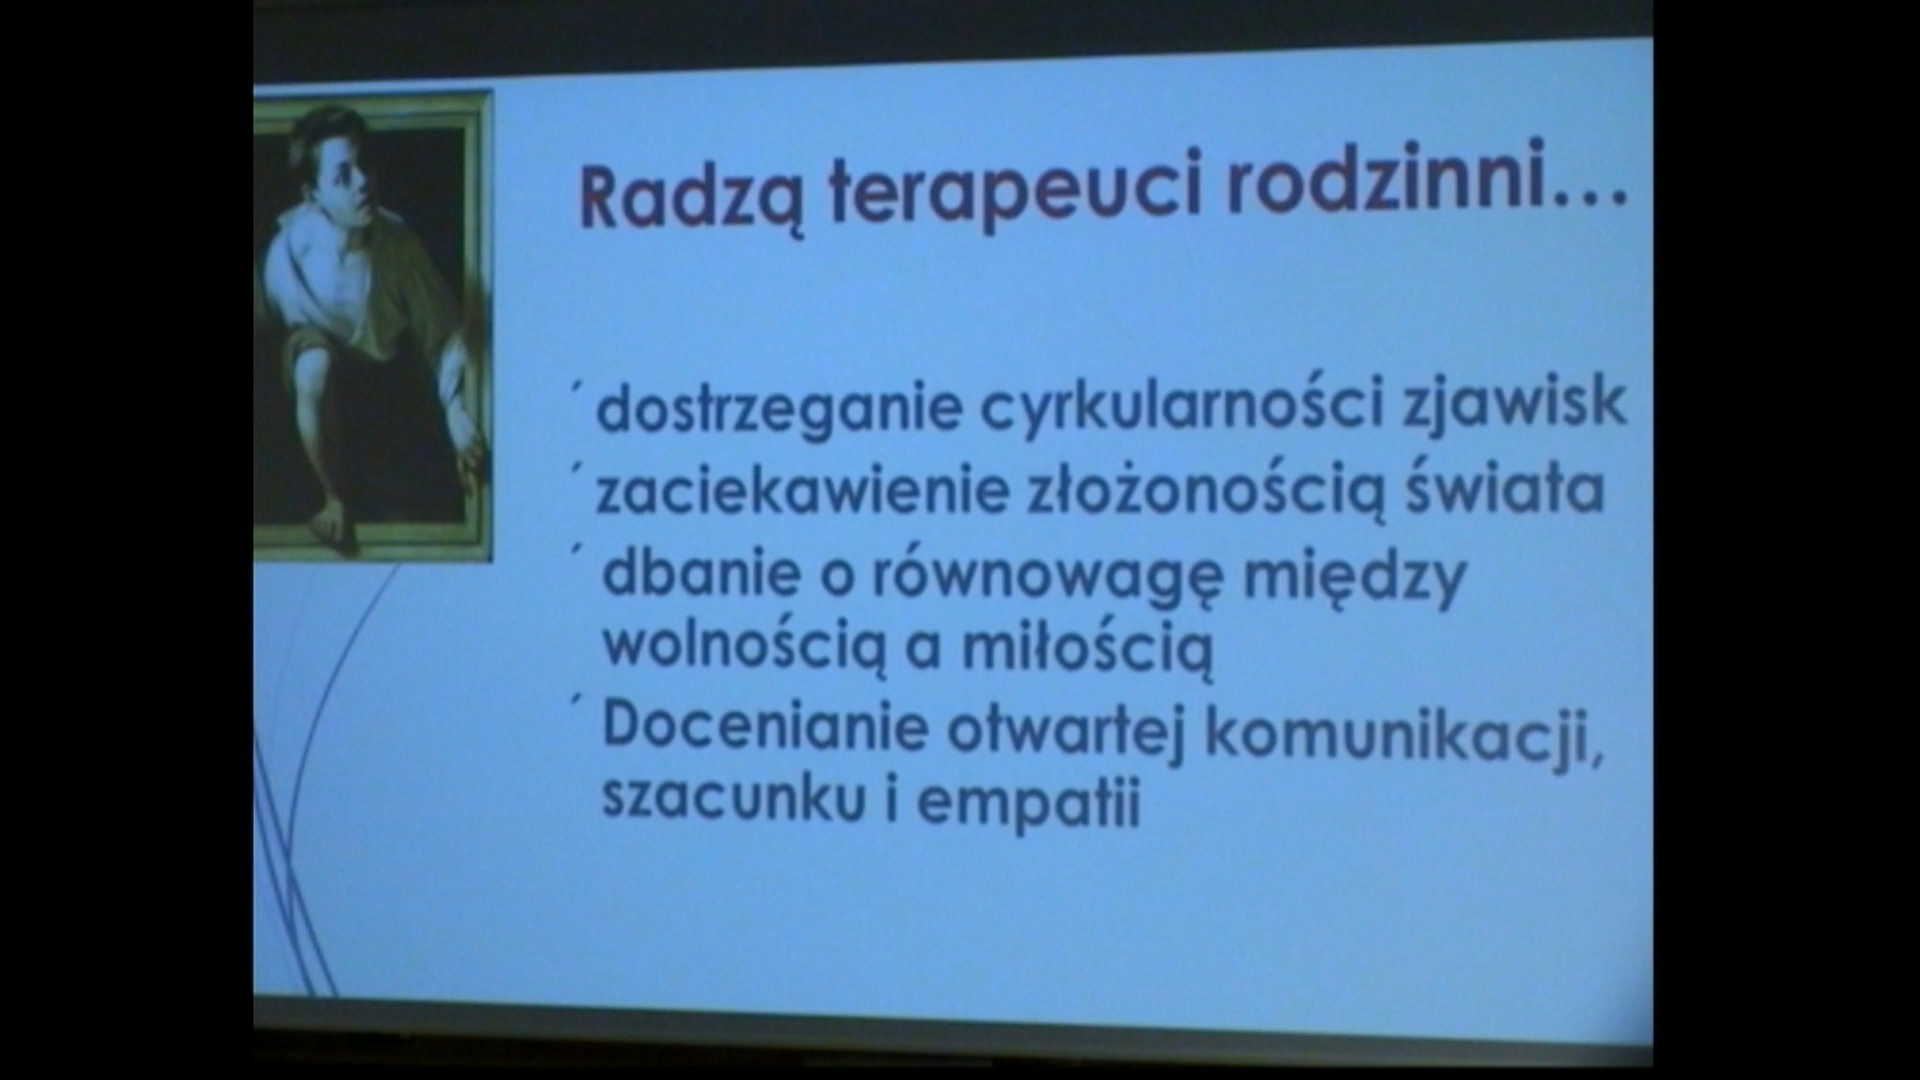 Radzą terapeuci rodzinni...
dostrzeganie cyrkularności zjawisk
zaciekawienie złożonością świata
dbanie o równowagę między
wolnością a miłością
Docenianie otwartej komunikacji,
szacunku i empatii